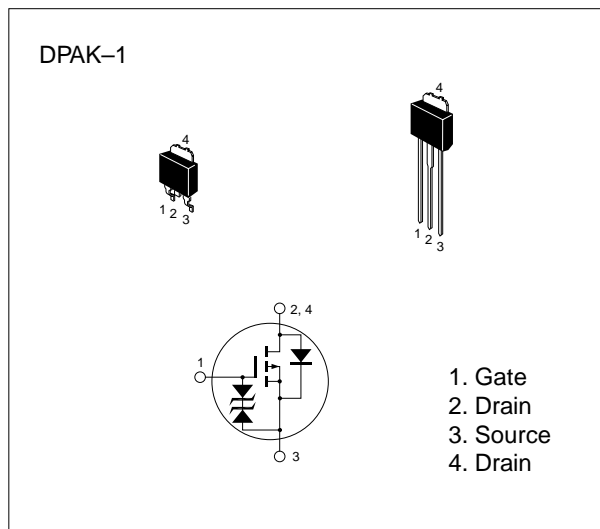 DPAK–1
4
1 2
3
4
1
2
3
2, 4
1
3
1. Gate
2. Drain
3. Source
4. Drain